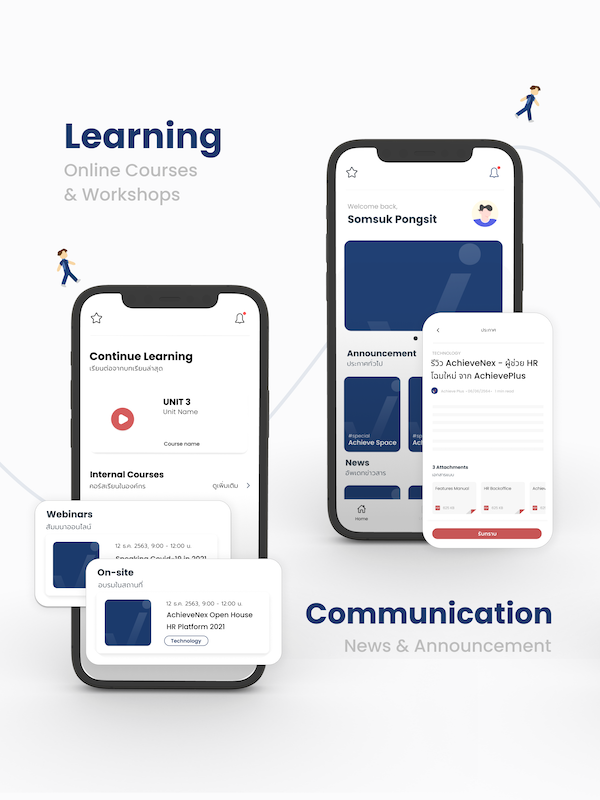 Learning
Online Courses
& Workshops
Continue Learning
เรียนต่อจากบทเรียนล่าสุด
UNIT 3
Unit Name
Course name
Internal Courses
คอร์สเรียนในองค์กร
ดูเพิ่มเติม
Webinars
สัมมนาออนไลน์
12 ธ.ค. 2563, 9:00 - 12:00 น.
Speaking Covid-19 in 2021
On-site
อบรมในสถานที่
12 ธ.ค. 2563, 9:00 - 12:00 น.
AchieveNex Open House
HR Platform 2021
Technology
Welcome back,
Somsuk Pongsit
Announcement
ประกาศทั่วไป
#special
Achieve Space
#sp
Ach
News
อัพเดทข่าวสาร
Home
ประกาศ
TECHNOLOGY
รีวิว AchieveNex - ผู้ช่วย HR
โฉมใหม่ จาก AchievePlus
3 Attachments
Features Manual
HR Backoffice
Achiev
รับทราบ
Communication
News & Announcement